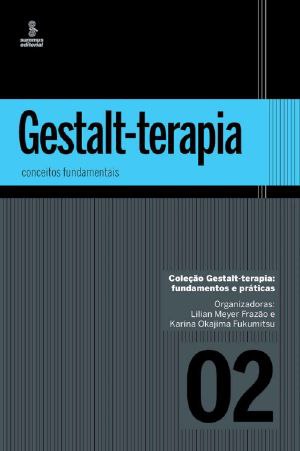 summus
editorial
Gestalt-terapia
conceitos fundamentais
Coleção Gestalt-terapia:
fundamentos e práticas
Organizadoras:
Lilian Meyer Frazão e
Karina Okajima Fukumitsu
02